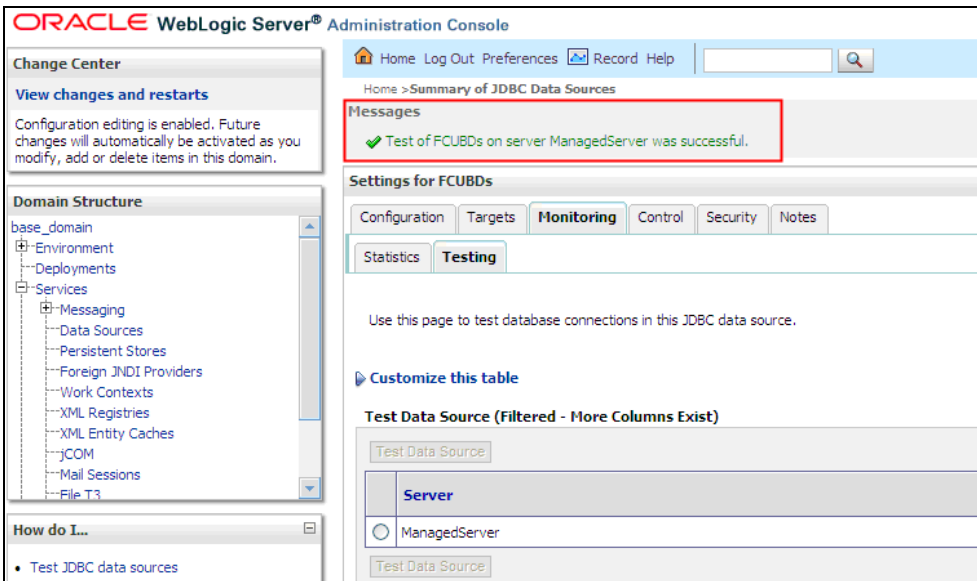 ORACLE WebLogic Server® Administration Console
Change Center
View changes and restarts
Configuration editing is enabled. Future
changes will automatically be activated as you
modify, add or delete items in this domain.
Domain Structure
base_domain
Environment
Deployments
Services
Messaging
Data Sources
Persistent Stores
Foreign JNDI Providers
Work Contexts
XML Registries
XML Entity Caches
jCOM
Mail Sessions
File T3
How do I...
Test JDBC data sources
Home Log Out Preferences Record Help
Home >Summary of JDBC Data Sources
Messages
Test of FCUBDs on server ManagedServer was successful.
Settings for FCUBDs
Configuration Targets Monitoring Control Security Notes
Statistics Testing
Use this page to test database connections in this JDBC data source.
Customize this table
Test Data Source (Filtered - More Columns Exist)
Test Data Source
Server
ManagedServer
Test Data Source